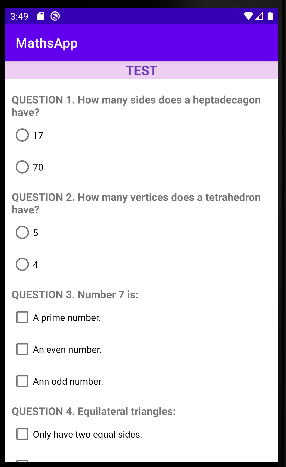 3:49
MathsApp
TEST
QUESTION 1. How many sides does a heptadecagon
have?
17
70
QUESTION 2. How many vertices does a tetrahedron
have?
5
4
QUESTION 3. Number 7 is:
A prime number.
An even number.
Ann odd number.
QUESTION 4. Equilateral triangles:
Only have two equal sides.